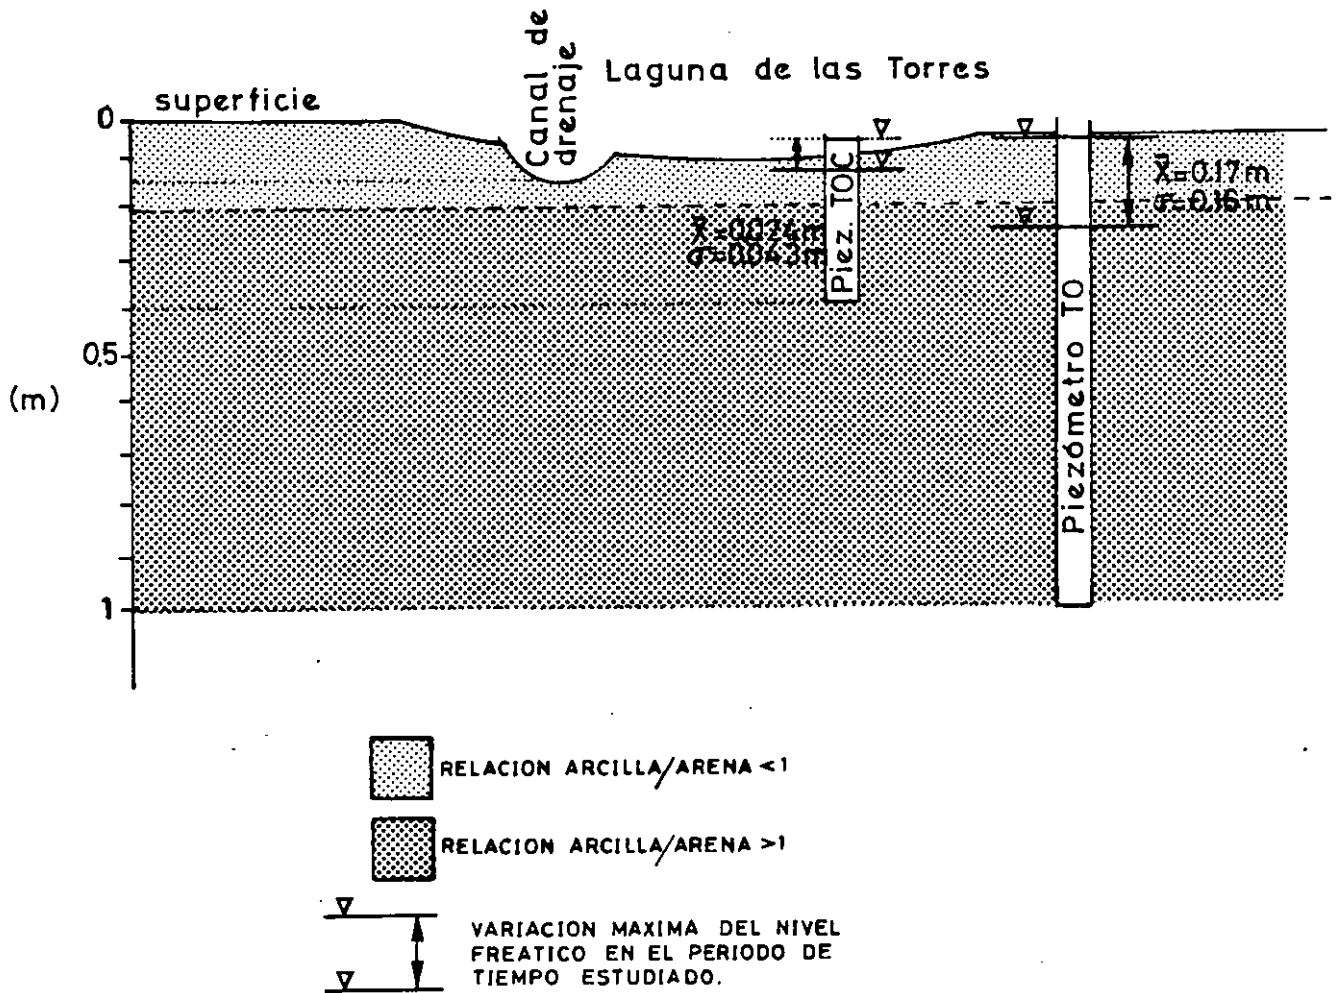 Canal de
drenaje
Laguna de las Torres
superficie
0
0.5
(m)
1
Piez TOC
X̄=0.024m
σ=0.043m
Piezómetro TO
X̄=0.17m
σ=0.16m
RELACION ARCILLA/ARENA <1
RELACION ARCILLA/ARENA >1
VARIACION MAXIMA DEL NIVEL
FREATICO EN EL PERIODO DE
TIEMPO ESTUDIADO.